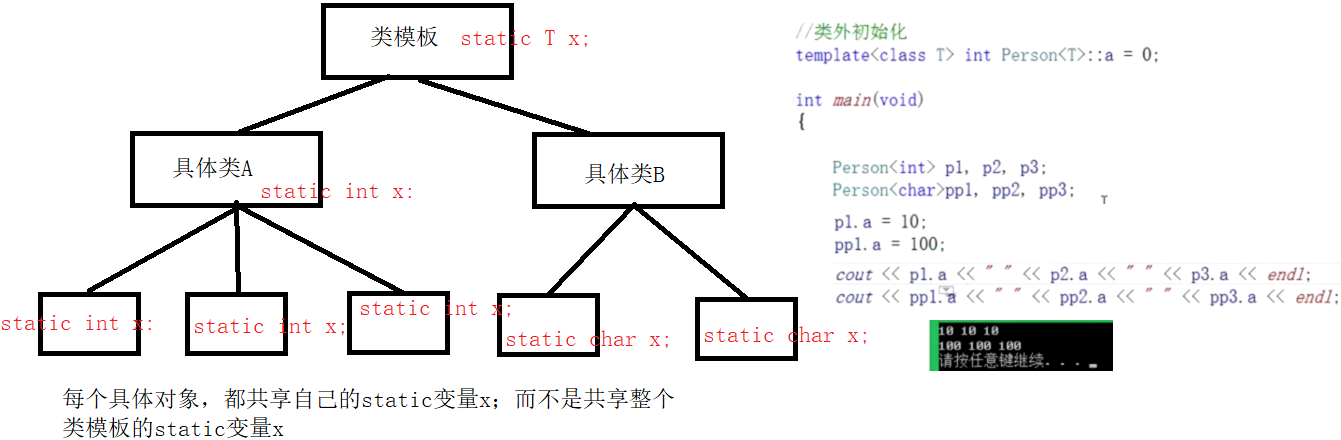 类模板
static T x;
具体类A
static int x:
具体类B
static int x:
static int x;
static int x;
static char x;
static char x;
每个具体对象，都共享自己的static变量x；而不是共享整个
类模板的static变量x
//类外初始化
template<class T> int Person<T>::a = 0;
int main(void)
{
Person<int> p1, p2, p3;
Person<char>pp1, pp2, pp3;
p1.a = 10;
pp1.a = 100;
cout << p1.a << " " << p2.a << " " << p3.a << endl;
cout << pp1.a << " " << pp2.a << " " << pp3.a << endl;
10 10 10
100 100 100
请按任意键继续. . .